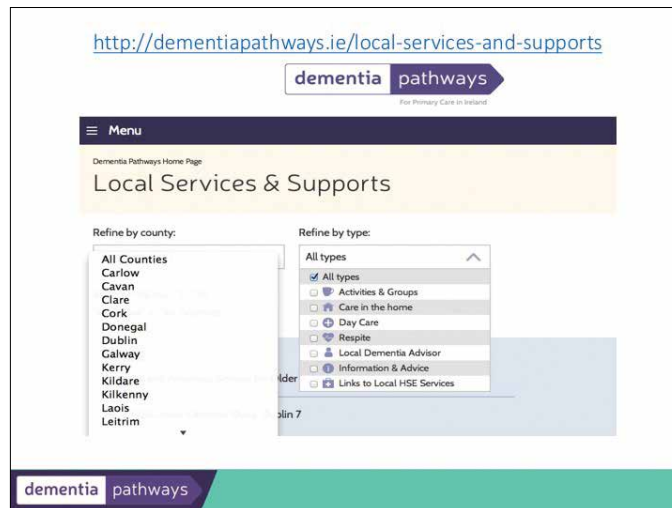 http://dementiapathways.ie/local-services-and-supports
dementia pathways
For Primary Care in Ireland
Menu
Dementia Pathways Home Page
Local Services & Supports
Refine by county:
All Counties
Carlow
Cavan
Clare
Cork
Donegal
Dublin
Galway
Kerry
Kildare
Kilkenny
Laois
Leitrim
Refine by type:
All types
All types
Activities & Groups
Care in the home
Day Care
Respite
Local Dementia Advisor
Information & Advice
Links to Local HSE Services
dementia pathways